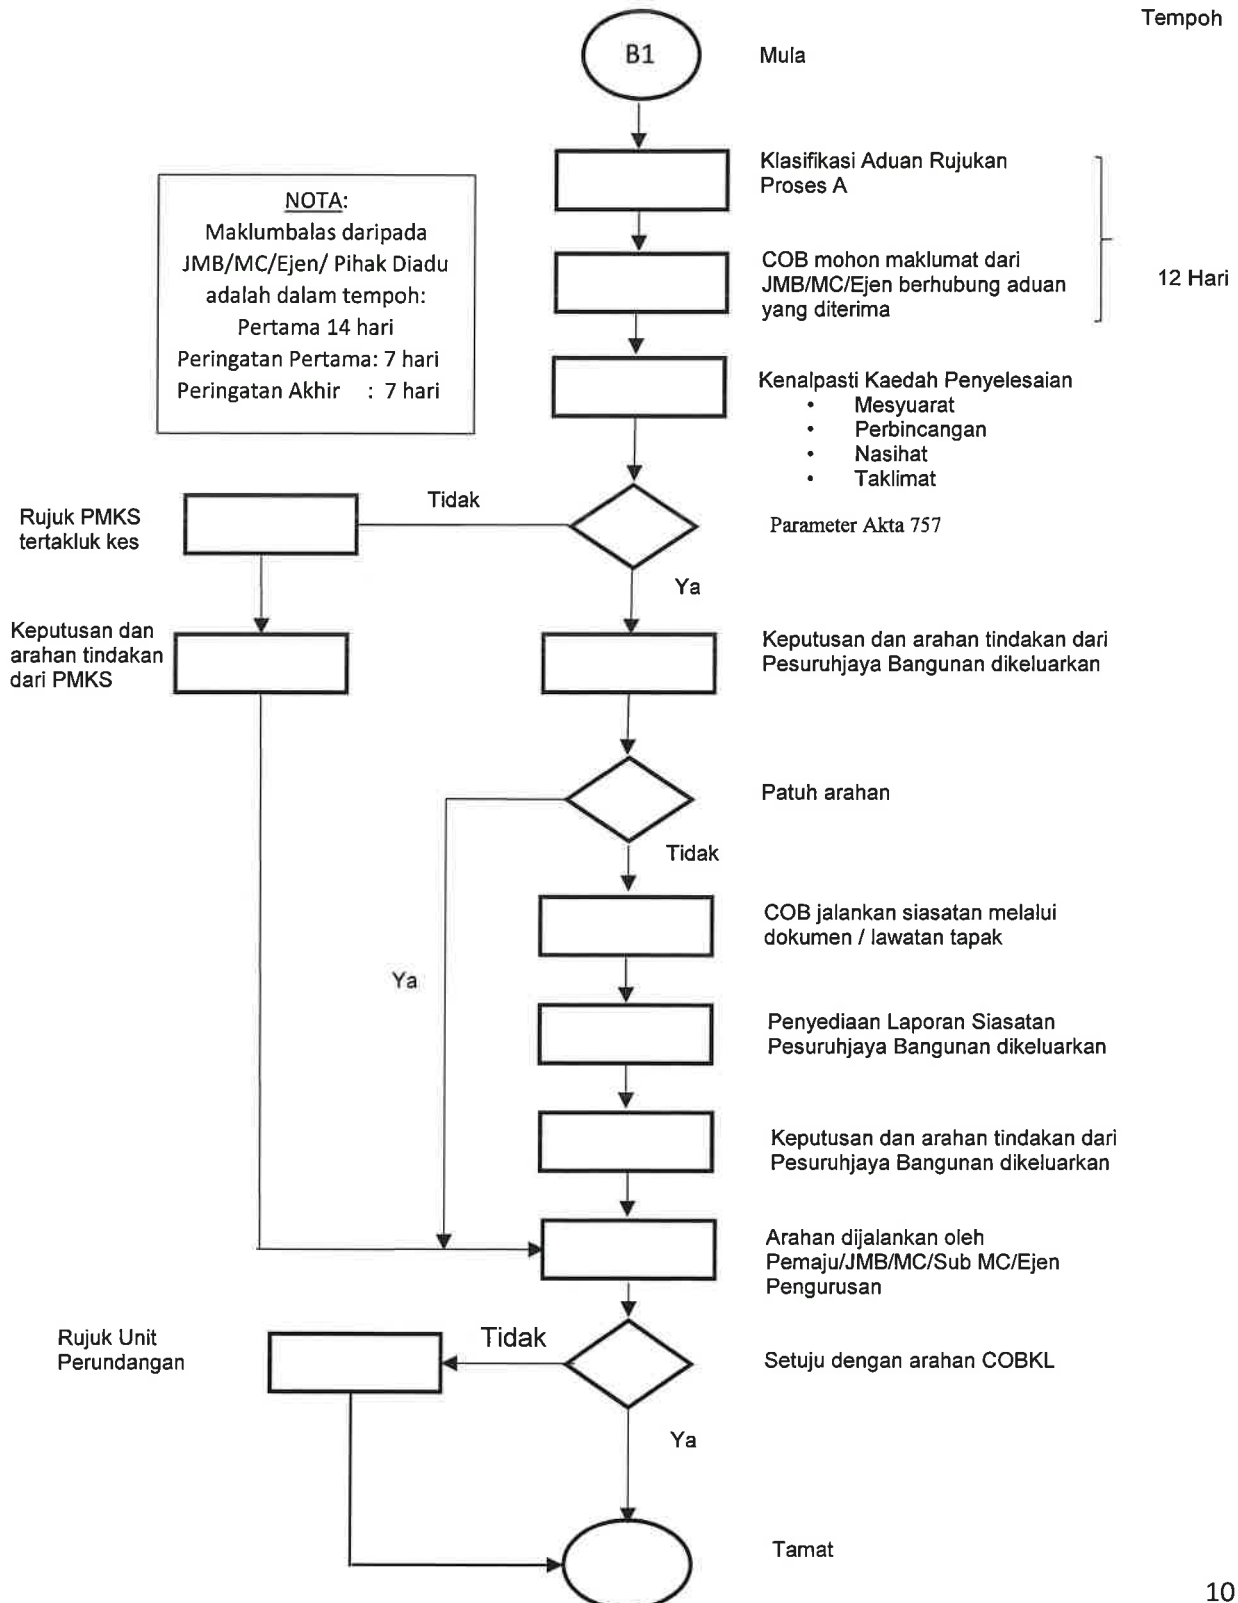 Tempoh
B1
Mula
Klasifikasi Aduan Rujukan
Proses A
NOTA:
Maklumbalas daripada
JMB/MC/Ejen/ Pihak Diadu
adalah dalam tempoh:
Pertama 14 hari
Peringatan Pertama: 7 hari
Peringatan Akhir : 7 hari
COB mohon maklumat dari
JMB/MC/Ejen berhubung aduan
yang diterima
12 Hari
Kenalpasti Kaedah Penyelesaian
• Mesyuarat
• Perbincangan
• Nasihat
• Taklimat
Tidak
Rujuk PMKS
tertakluk kes
Parameter Akta 757
Ya
Keputusan dan
arahan tindakan
dari PMKS
Keputusan dan arahan tindakan dari
Pesuruhjaya Bangunan dikeluarkan
Patuh arahan
Tidak
COB jalankan siasatan melalui
dokumen / lawatan tapak
Ya
Penyediaan Laporan Siasatan
Pesuruhjaya Bangunan dikeluarkan
Keputusan dan arahan tindakan dari
Pesuruhjaya Bangunan dikeluarkan
Arahan dijalankan oleh
Pemaju/JMB/MC/Sub MC/Ejen
Pengurusan
Rujuk Unit
Perundangan
Tidak
Setuju dengan arahan COBKL
Ya
Tamat
10